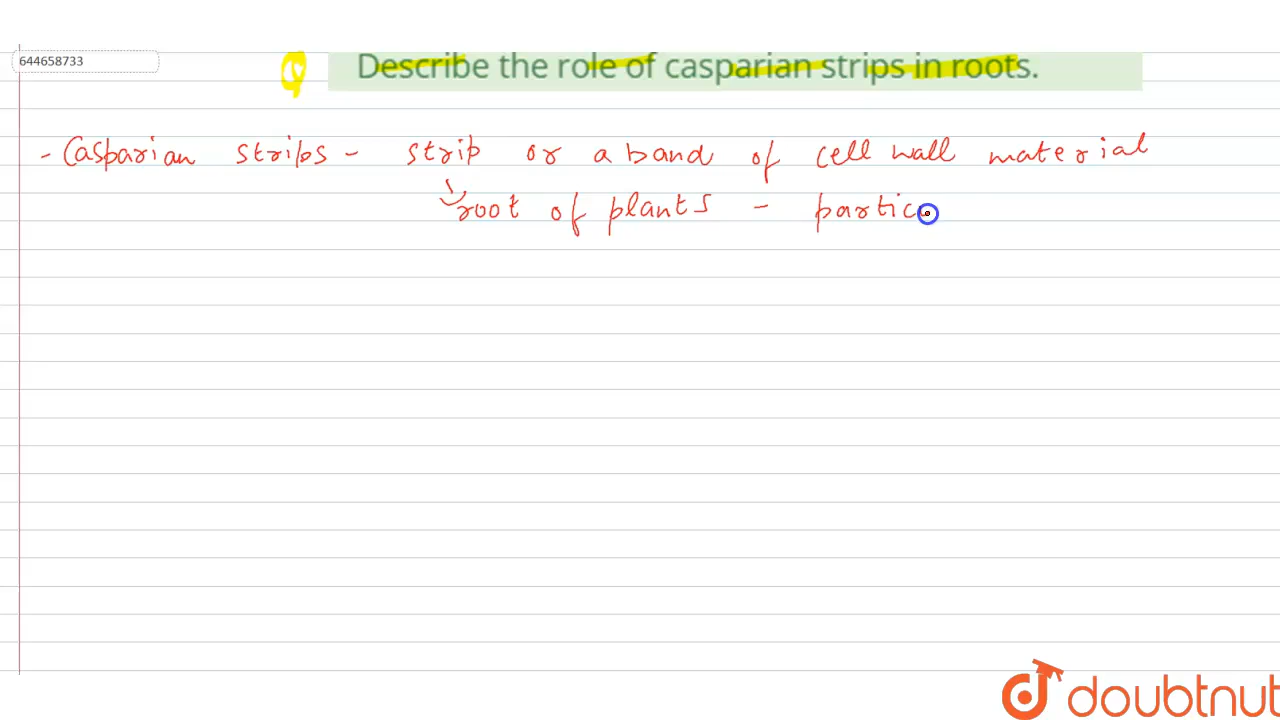 644658733
Describe the role of casparian strips in roots.
- Casparian strips - strip or a band of cell wall material
root of plants - partic
doubtnut